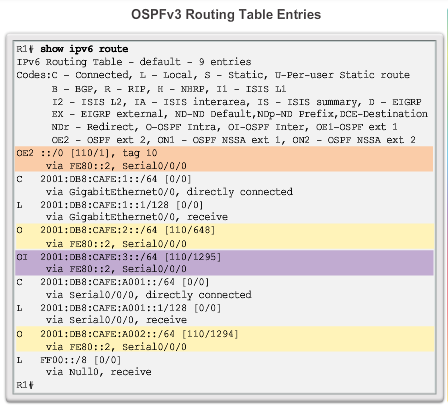 OSPFv3 Routing Table Entries
R1# show ipv6 route
IPv6 Routing Table - default - 9 entries
Codes:C - Connected, L - Local, S - Static, U-Per-user Static route
B - BGP, R - RIP, H - NHRP, I1 - ISIS L1
I2 - ISIS L2, IA - ISIS interarea, IS - ISIS summary, D - EIGRP
EX - EIGRP external, ND-ND Default,NDp-ND Prefix,DCE-Destination
NDr - Redirect, O-OSPF Intra, OI-OSPF Inter, OE1-OSPF ext 1
OE2 - OSPF ext 2, ON1 - OSPF NSSA ext 1, ON2 - OSPF NSSA ext 2
OE2 ::/0 [110/1], tag 10
via FE80::2, Serial0/0/0
C 2001:DB8:CAFE:1::/64 [0/0]
via GigabitEthernet0/0, directly connected
L 2001:DB8:CAFE:1::1/128 [0/0]
via GigabitEthernet0/0, receive
O 2001:DB8:CAFE:2::/64 [110/648]
via FE80::2, Serial0/0/0
OI 2001:DB8:CAFE:3::/64 [110/1295]
via FE80::2, Serial0/0/0
C 2001:DB8:CAFE:A001::/64 [0/0]
via Serial0/0/0, directly connected
L 2001:DB8:CAFE:A001::1/128 [0/0]
via Serial0/0/0, receive
O 2001:DB8:CAFE:A002::/64 [110/1294]
via FE80::2, Serial0/0/0
L FF00::/8 [0/0]
via Null0, receive
R1#